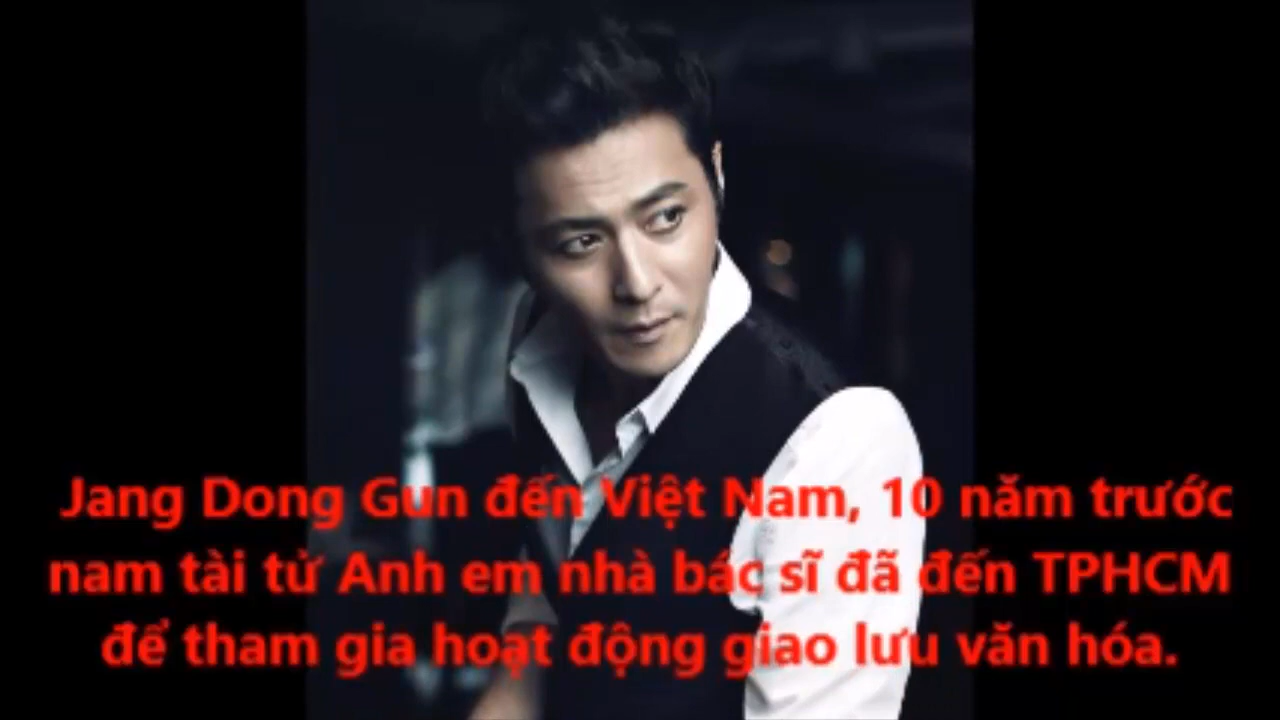 Jang Dong Gun đến Việt Nam, 10 năm trước
nam tài tử Anh em nhà bác sĩ đã đến TPHCM
để tham gia hoạt động giao lưu văn hóa.